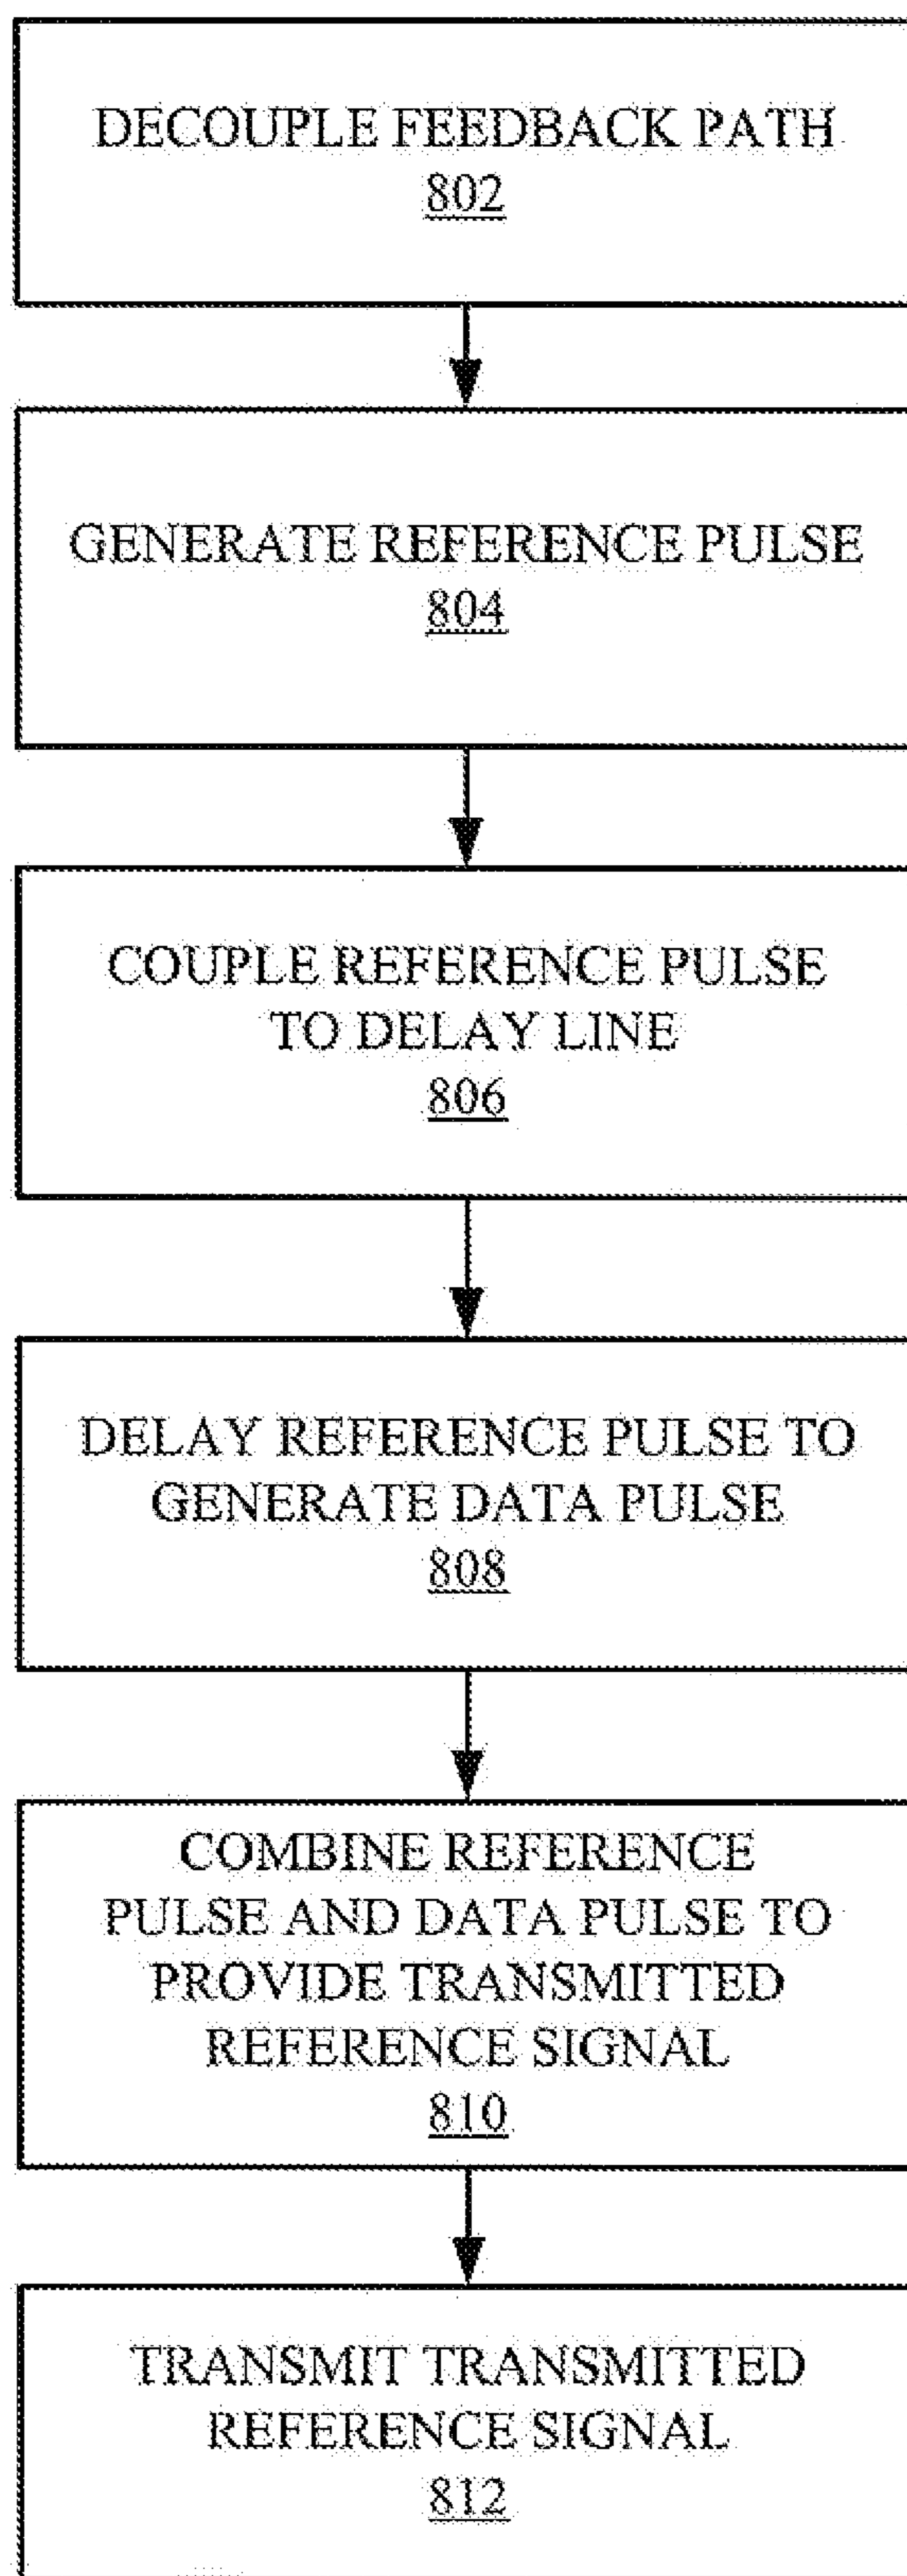 DECOUPLE FEEDBACK PATH
802
GENERATE REFERENCE PULSE
804
COUPLE REFERENCE PULSE
TO DELAY LINE
806
DELAY REFERENCE PULSE TO
GENERATE DATA PULSE
808
COMBINE REFERENCE
PULSE AND DATA PULSE TO
PROVIDE TRANSMITTED
REFERENCE SIGNAL
810
TRANSMIT TRANSMITTED
REFERENCE SIGNAL
812